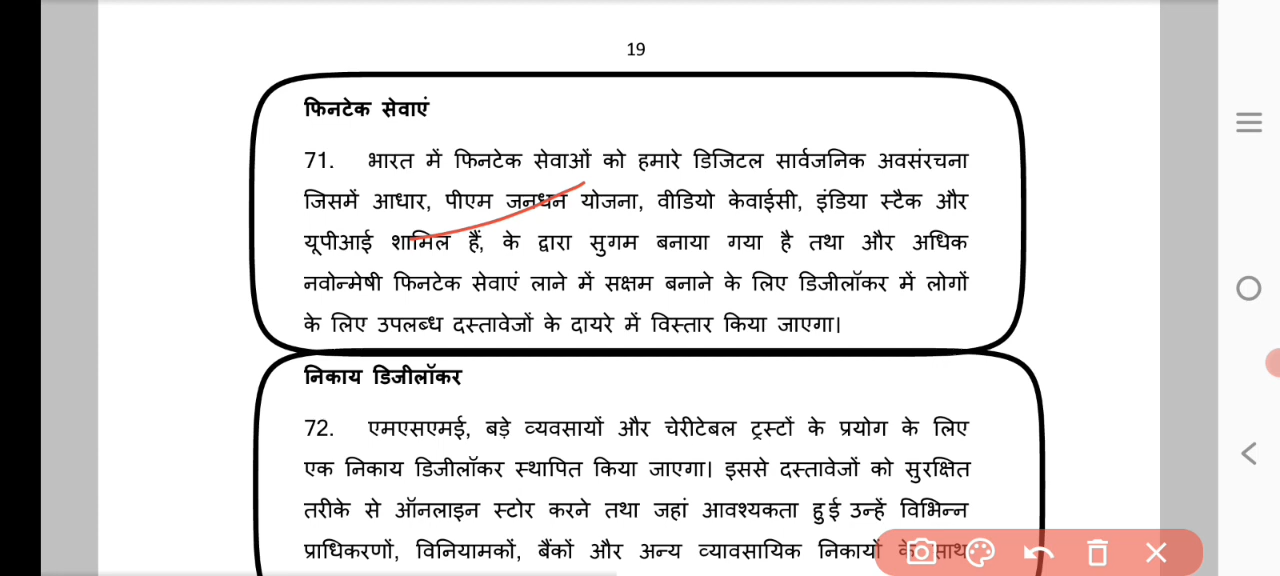 19
फिनटेक सेवाएं
71. भारत में फिनटेक सेवाओं को हमारे डिजिटल सार्वजनिक अवसंरचना
जिसमें आधार, पीएम जनधन योजना, वीडियो केवाईसी, इंडिया स्टैक और
यूपीआई शामिल हैं, के द्वारा सुगम बनाया गया है तथा और अधिक
नवोन्मेषी फिनटेक सेवाएं लाने में सक्षम बनाने के लिए डिजीलॉकर में लोगों
के लिए उपलब्ध दस्तावेजों के दायरे में विस्तार किया जाएगा।
निकाय डिजीलॉकर
72. एमएसएमई, बड़े व्यवसायों और चेरीटेबल ट्रस्टों के प्रयोग के लिए
एक निकाय डिजीलॉकर स्थापित किया जाएगा। इससे दस्तावेजों को सुरक्षित
तरीके से ऑनलाइन स्टोर करने तथा जहां आवश्यकता हुई उन्हें विभिन्न
प्राधिकरणों, विनियामकों, बैंकों और अन्य व्यावसायिक निकायों के साथ